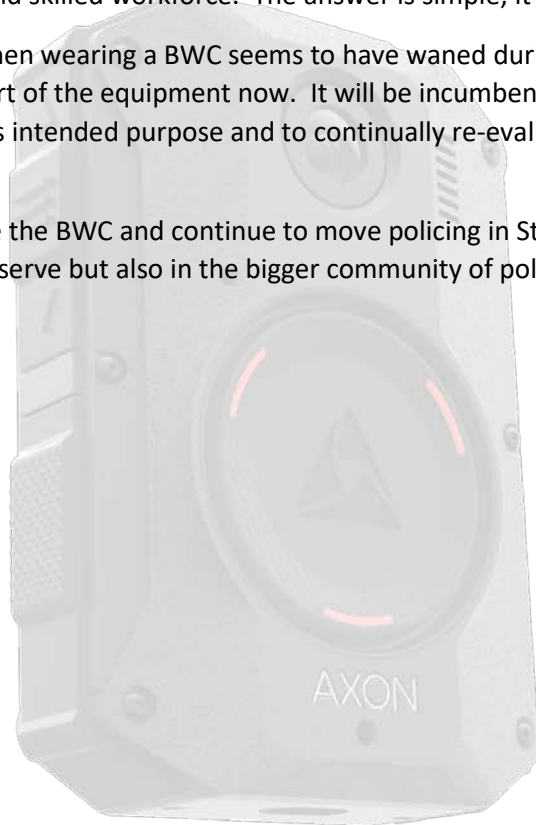 nd skilled workforce. The answer is simple, it
hen wearing a BWC seems to have waned dur
rt of the equipment now. It will be incumben
s intended purpose and to continually re-eval
e the BWC and continue to move policing in St
serve but also in the bigger community of pol
AXON